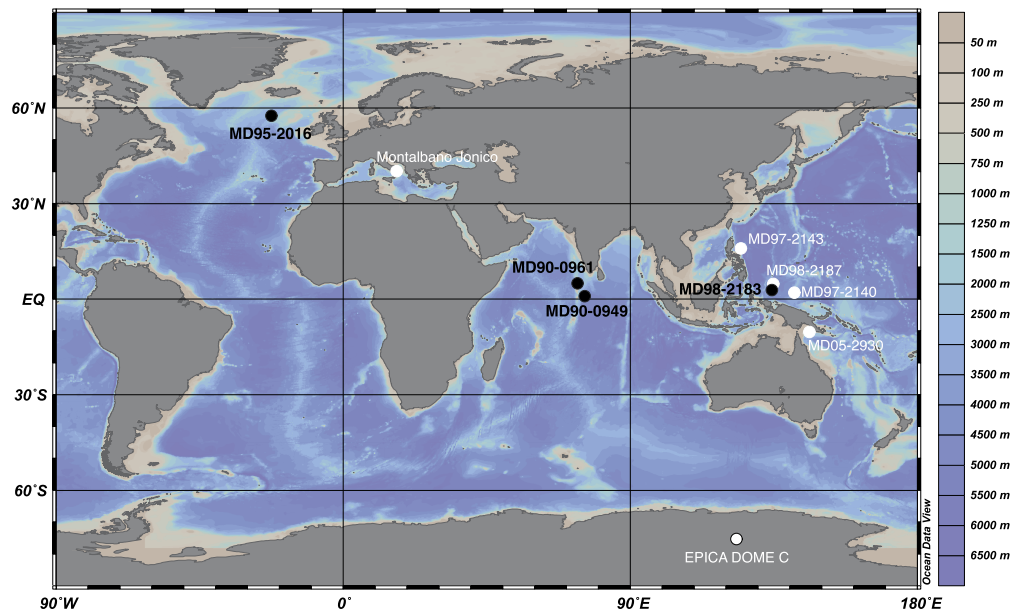 60˚N
30˚N
EQ
30˚S
60˚S
90˚W
0˚
90˚E
180˚E
MD95-2016
Montalbano Jonico
MD97-2143
MD90-0961
MD98-2187
MD98-2183
MD97-2140
MD90-0949
MD05-2930
EPICA DOME C
Ocean Data View
50 m
100 m
250 m
500 m
750 m
1000 m
1250 m
1500 m
2000 m
2500 m
3000 m
3500 m
4000 m
4500 m
5000 m
5500 m
6000 m
6500 m